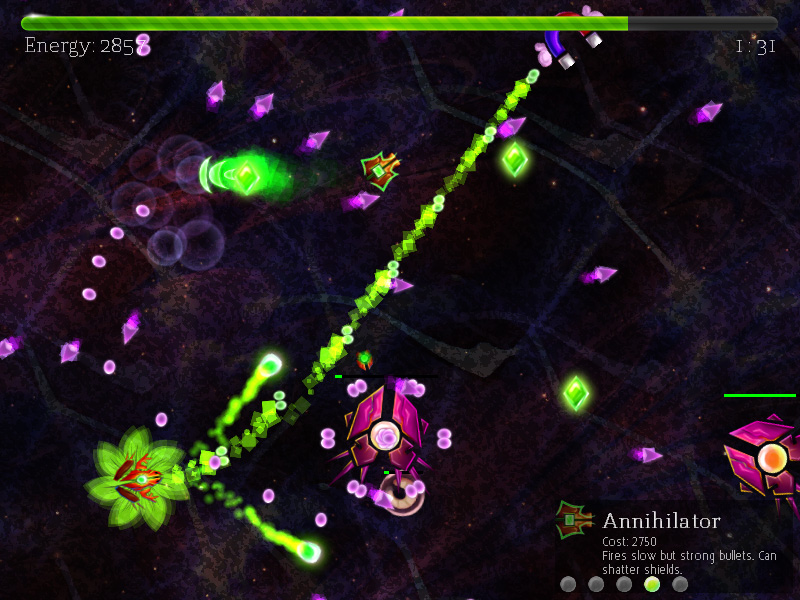 Energy: 285
1:31
Annihilator
Cost: 2750
Fires slow but strong bullets. Can
shatter shields.